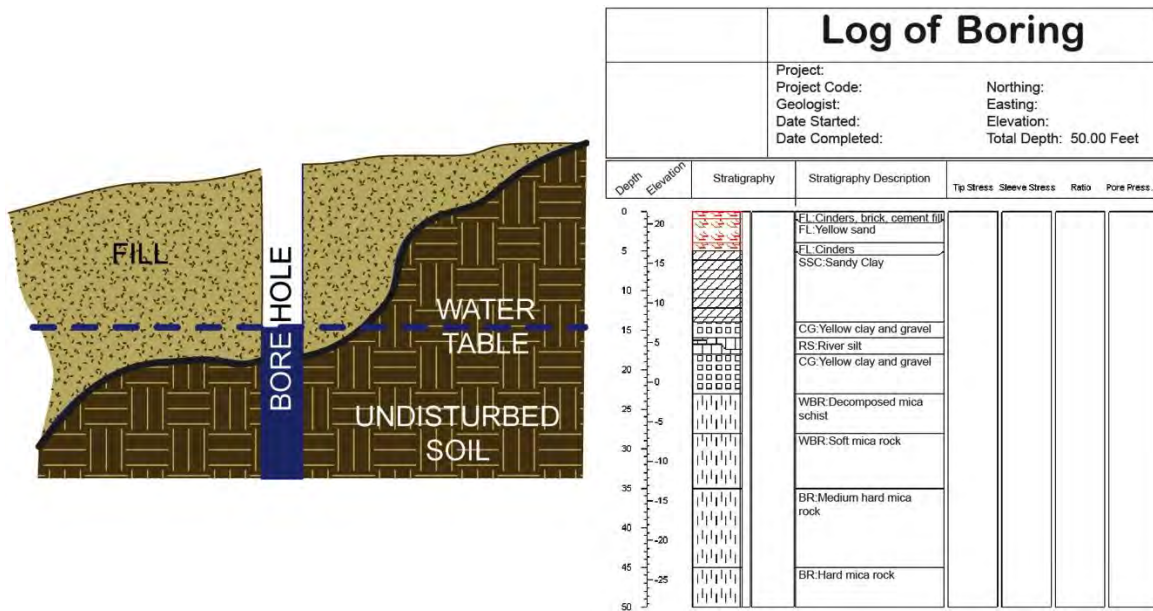 FILL
BORE HOLE
WATER
TABLE
UNDISTURBED
SOIL
Log of Boring
Project:
Project Code: Northing:
Geologist: Easting:
Date Started: Elevation:
Date Completed: Total Depth: 50.00 Feet
Depth Elevation Stratigraphy Stratigraphy Description Tip Stress Sleeve Stress Ratio Pore Press.
0
FL:Cinders, brick, cement fill
20
FL:Yellow sand
5
FL:Cinders
15
SSC:Sandy Clay
10
10
15
CG:Yellow clay and gravel
5
RS:River silt
CG:Yellow clay and gravel
20
0
WBR:Decomposed mica
schist
25
-5
WBR:Soft mica rock
30
-10
35
BR:Medium hard mica
rock
-15
40
-20
45
BR:Hard mica rock
-25
50